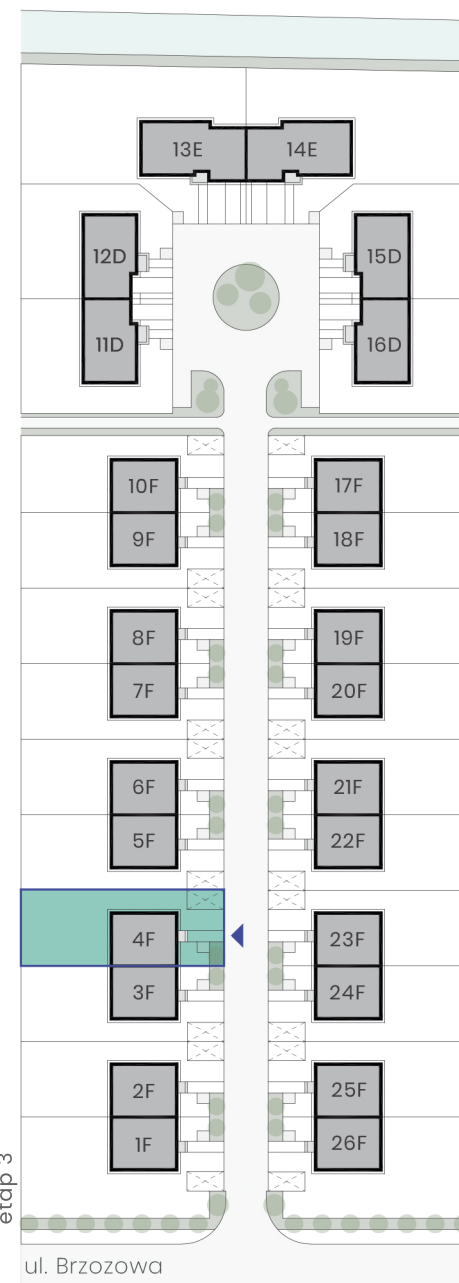 13E 14E
12D 15D
11D 16D
10F 17F
9F 18F
8F 19F
7F 20F
6F 21F
5F 22F
4F 23F
3F 24F
2F 25F
1F 26F
etap 3
ul. Brzozowa